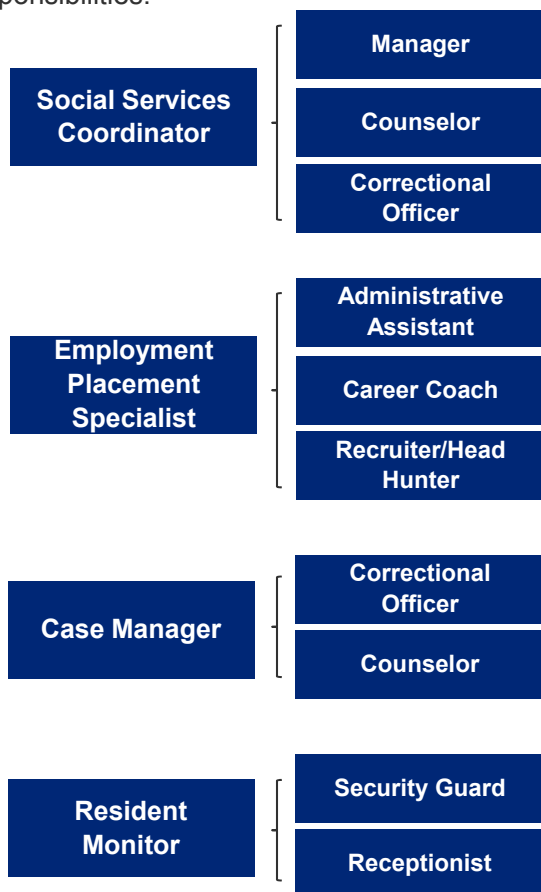 ponsibilities.
Social Services
Coordinator
Manager
Counselor
Correctional
Officer
Employment
Placement
Specialist
Administrative
Assistant
Career Coach
Recruiter/Head
Hunter
Case Manager
Correctional
Officer
Counselor
Resident
Monitor
Security Guard
Receptionist